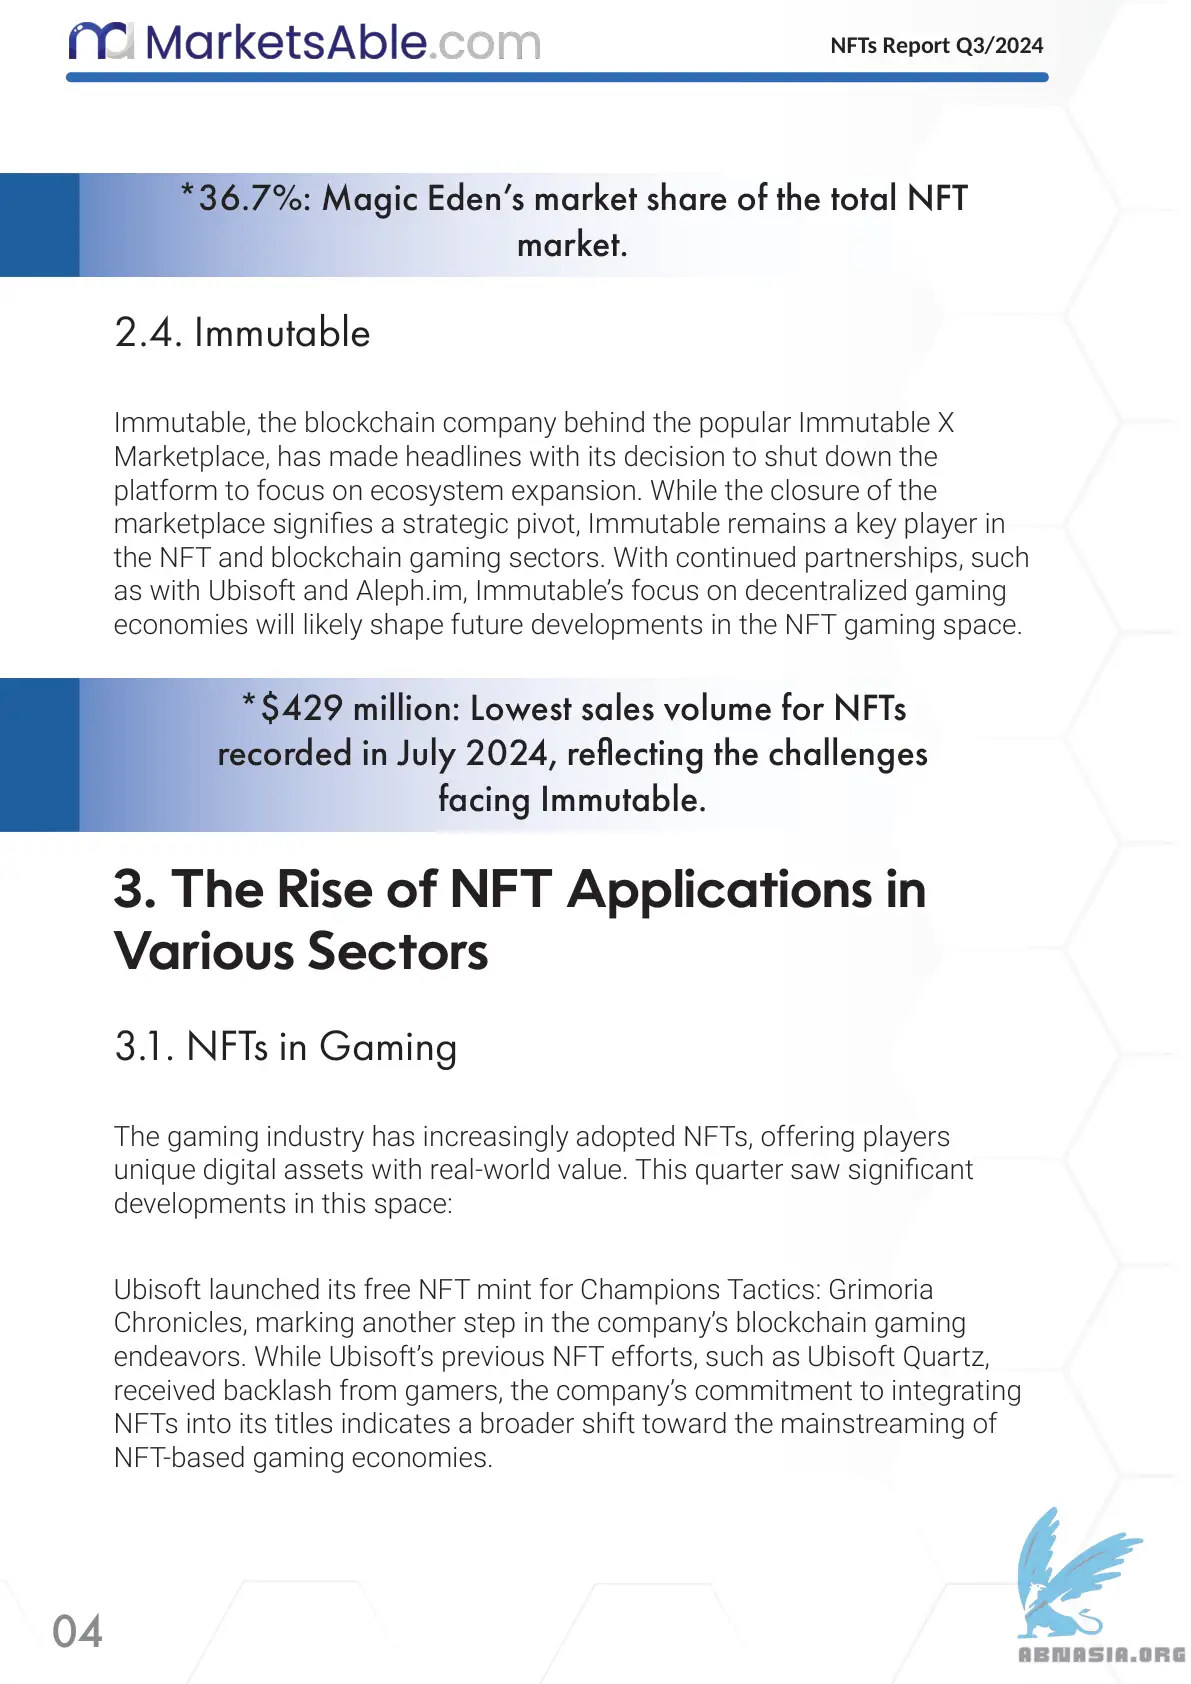 MarketsAble.com
NFTs Report Q3/2024
*36.7%: Magic Eden’s market share of the total NFT
market.
2.4. Immutable
Immutable, the blockchain company behind the popular Immutable X
Marketplace, has made headlines with its decision to shut down the
platform to focus on ecosystem expansion. While the closure of the
marketplace signifies a strategic pivot, Immutable remains a key player in
the NFT and blockchain gaming sectors. With continued partnerships, such
as with Ubisoft and Aleph.im, Immutable’s focus on decentralized gaming
economies will likely shape future developments in the NFT gaming space.
*$429 million: Lowest sales volume for NFTs
recorded in July 2024, reflecting the challenges
facing Immutable.
3. The Rise of NFT Applications in
Various Sectors
3.1. NFTs in Gaming
The gaming industry has increasingly adopted NFTs, offering players
unique digital assets with real-world value. This quarter saw significant
developments in this space:
Ubisoft launched its free NFT mint for Champions Tactics: Grimoria
Chronicles, marking another step in the company’s blockchain gaming
endeavors. While Ubisoft’s previous NFT efforts, such as Ubisoft Quartz,
received backlash from gamers, the company’s commitment to integrating
NFTs into its titles indicates a broader shift toward the mainstreaming of
NFT-based gaming economies.
04
ABNASIA.ORG